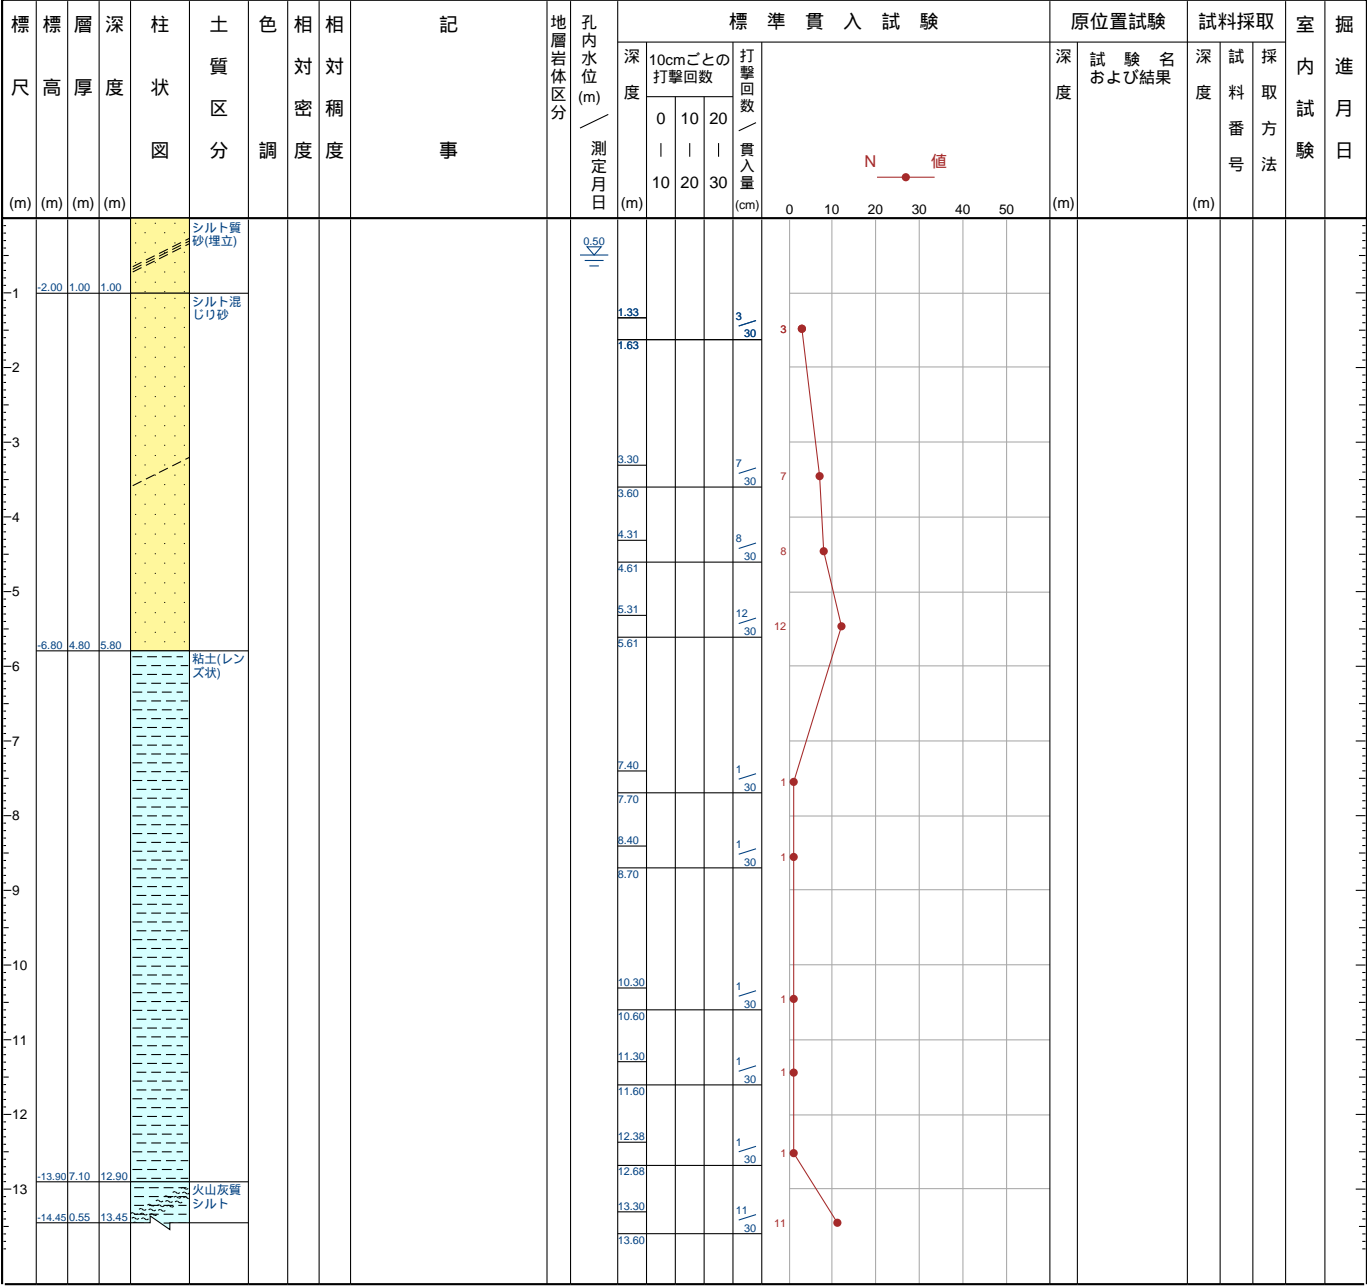 標尺(m)
標高(m)
層厚(m)
深度(m)
柱状図
土質区分
色調
相対密度
相対稠度
記事
地層岩体区分
孔内水位(m)／測定月日
標準貫入試験
深度(m)
10cmごとの
打撃回数
0|10
10|20
20|30
打撃回数／貫入量(cm)
N 値
0 10 20 30 40 50
原位置試験
深度(m)
試験名
および結果
試料採取
深度(m)
試料番号
採取方法
室内試験
掘進月日
シルト質
砂(埋立)
0.50
1
-2.00 1.00 1.00
シルト混
じり砂
1.33
3/30
3
1.63
2
3
3.30
7/30
7
3.60
4
4.31
8/30
8
4.61
5
5.31
12/30
12
5.61
-6.80 4.80 5.80
粘土(レン
ズ状)
6
7
7.40
1/30
1
7.70
8
8.40
1/30
1
8.70
9
10
10.30
1/30
1
10.60
11
11.30
1/30
1
11.60
12
12.38
1/30
1
12.68
-13.90 7.10 12.90
火山灰質
シルト
13
13.30
11/30
11
-14.45 0.55 13.45
13.60